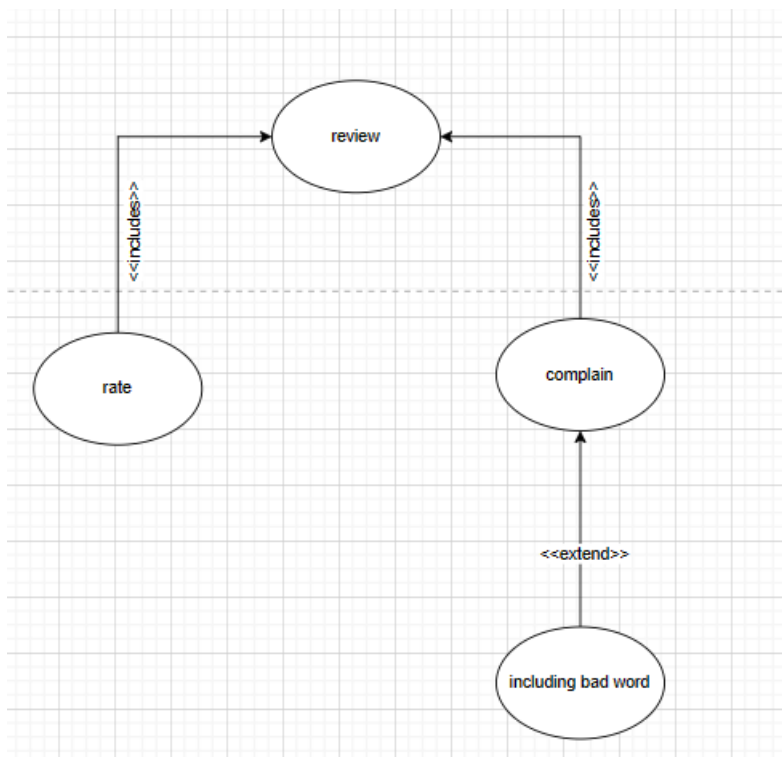 review
<<includes>>
<<includes>>
rate
complain
<<extend>>
including bad word